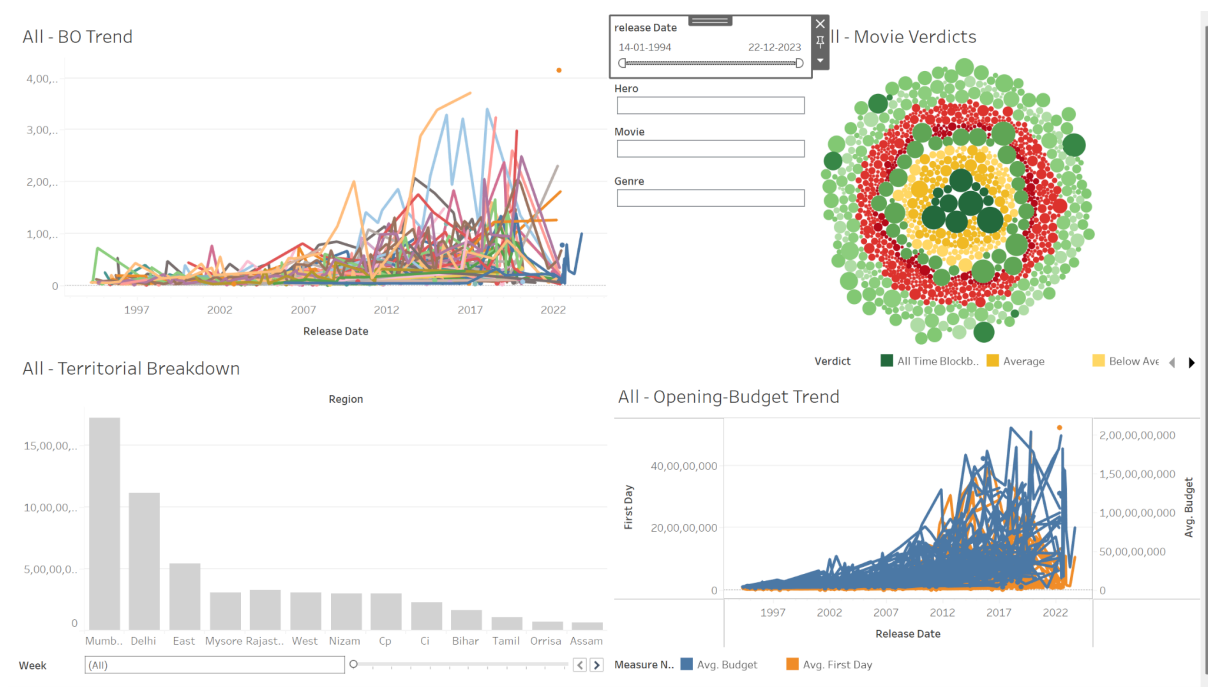 All - BO Trend
4,00,..
3,00,..
2,00,..
1,00,..
0
1997 2002 2007 2012 2017 2022
Release Date
release Date
14-01-1994 22-12-2023
Hero
Movie
Genre
ll - Movie Verdicts
Verdict All Time Blockb.. Average Below Ave
All - Territorial Breakdown
Region
15,00,00,..
10,00,00,..
5,00,00,0..
0
Mumb.. Delhi East Mysore Rajast.. West Nizam Cp Ci Bihar Tamil Orrisa Assam
Week (All)
All - Opening-Budget Trend
First Day
40,00,00,000
20,00,00,000
0
2,00,00,00,000
1,50,00,00,000
1,00,00,00,000
50,00,00,000
0
Avg. Budget
1997 2002 2007 2012 2017 2022
Release Date
Measure N.. Avg. Budget Avg. First Day